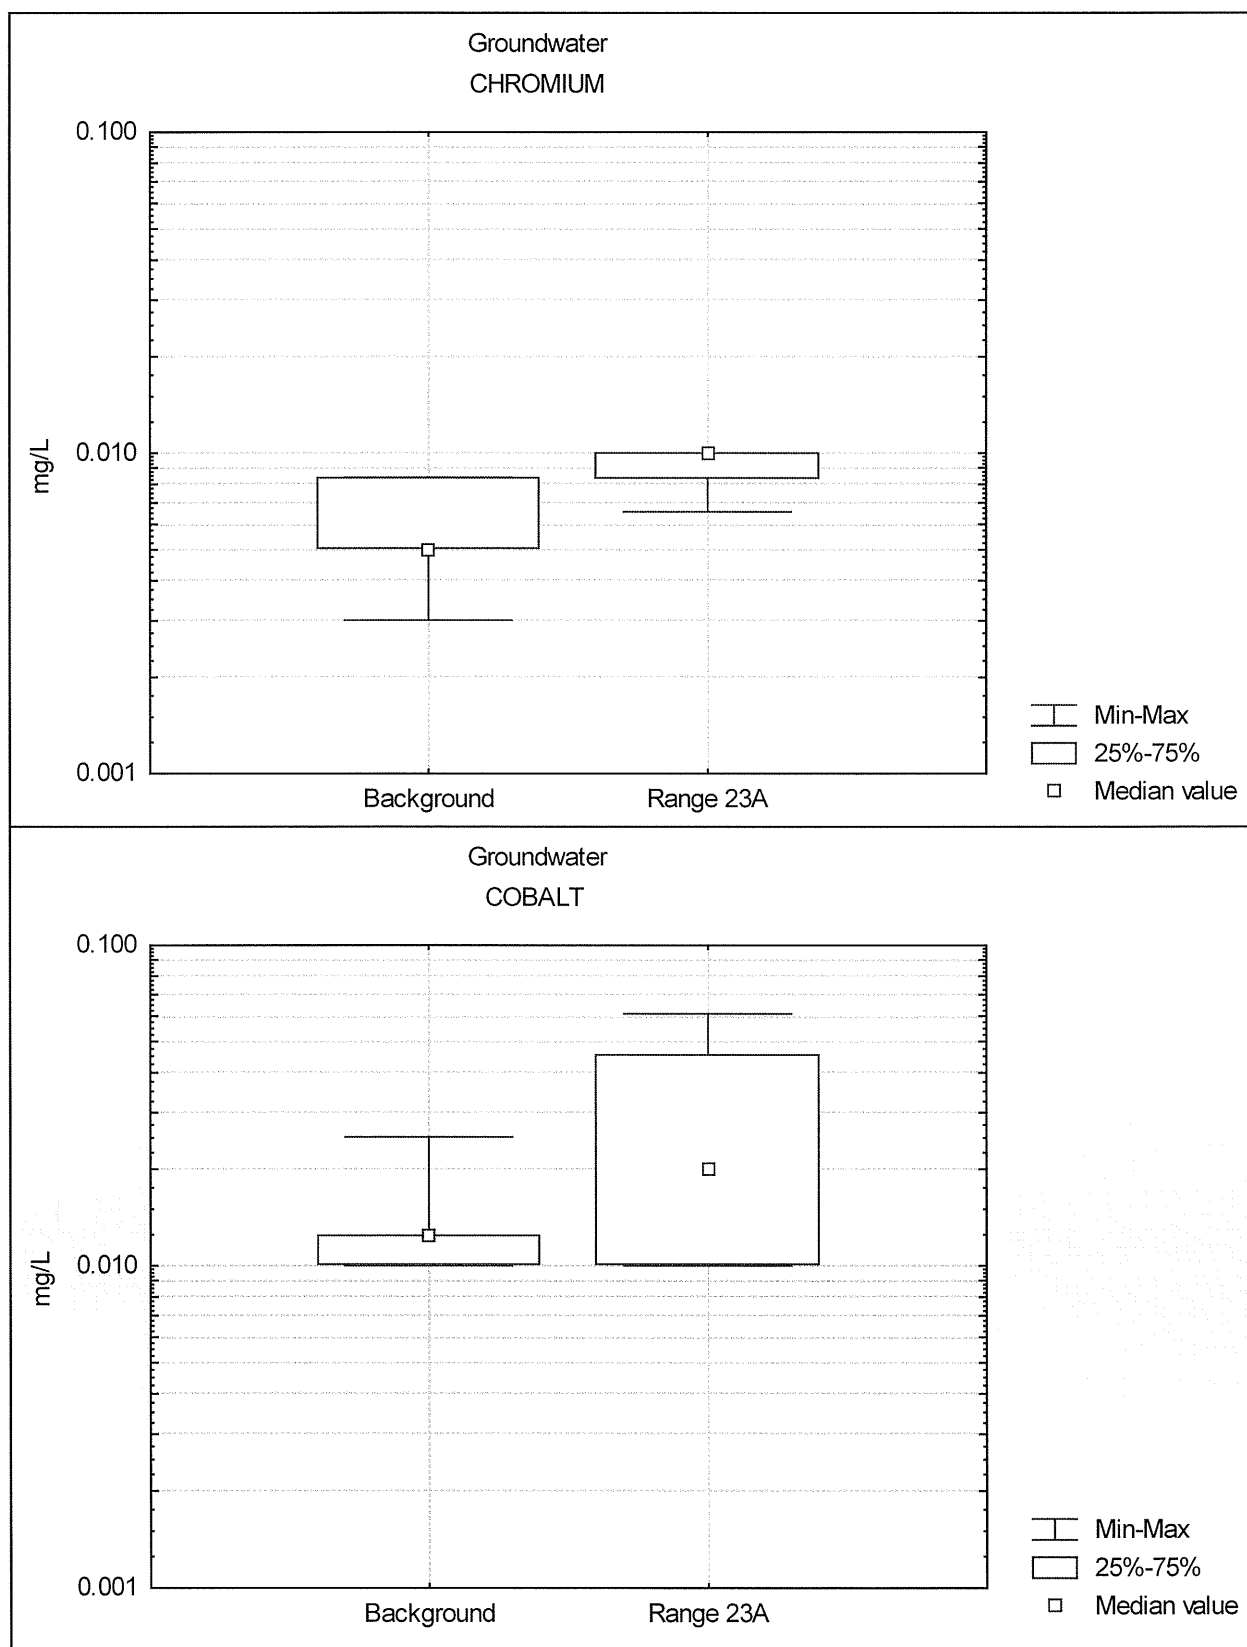 Groundwater
CHROMIUM
0.100
0.010
0.001
mg/L
Background
Range 23A
Min-Max
25%-75%
Median value
Groundwater
COBALT
0.100
0.010
0.001
mg/L
Background
Range 23A
Min-Max
25%-75%
Median value